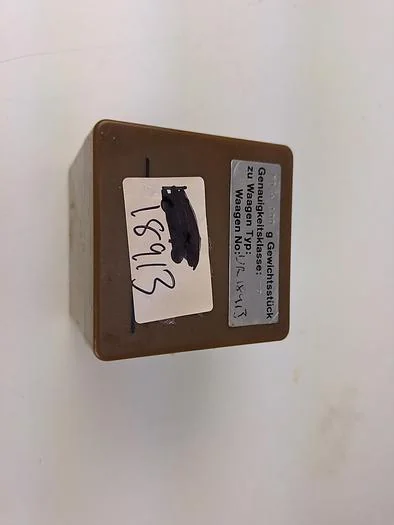 g Gewichtsstück
Genauigkeitsklasse:
zu Waagen Typ:
Waagen No:
18913